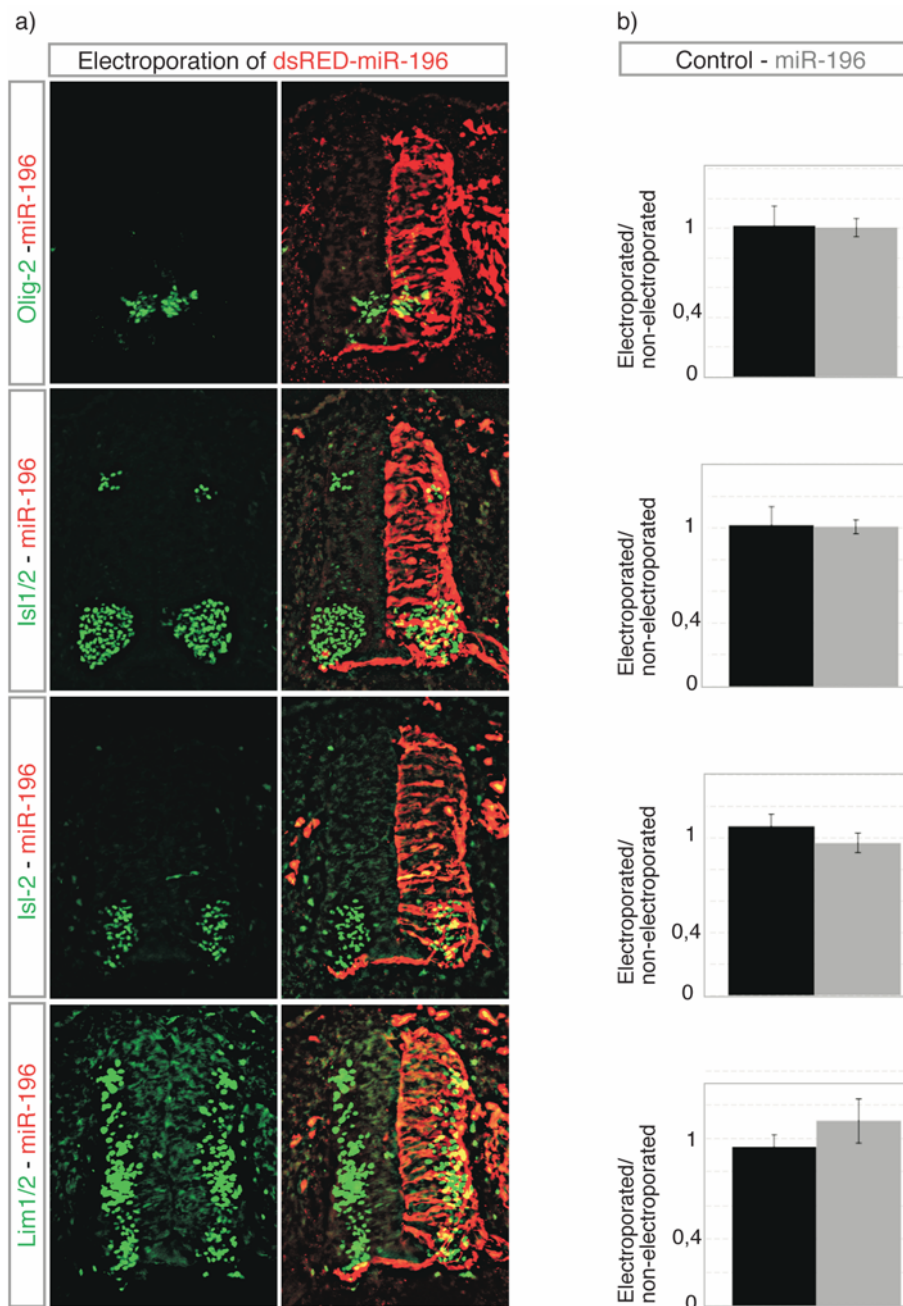 a)
b)
Electroporation of dsRED-miR-196
Control - miR-196
Olig-2 -miR-196
Electroporated/
non-electroporated
1
0,4
0
Isl1/2 - miR-196
Electroporated/
non-electroporated
1
0,4
0
Isl-2 - miR-196
Electroporated/
non-electroporated
1
0,4
0
Lim1/2 - miR-196
Electroporated/
non-electroporated
1
0,4
0